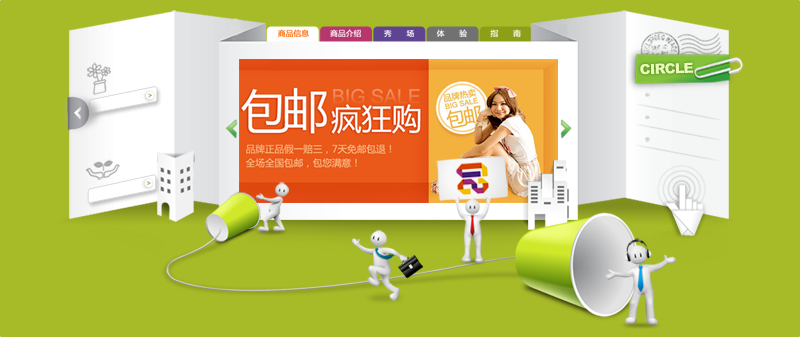 商品信息
商品介绍
秀 场
体 验
指 南
CIRCLE
BIG SALE
包邮疯狂购
品牌正品假一赔三，7天免邮包退！
全场全国包邮，包您满意！
品牌热卖
BIG SALE
包邮